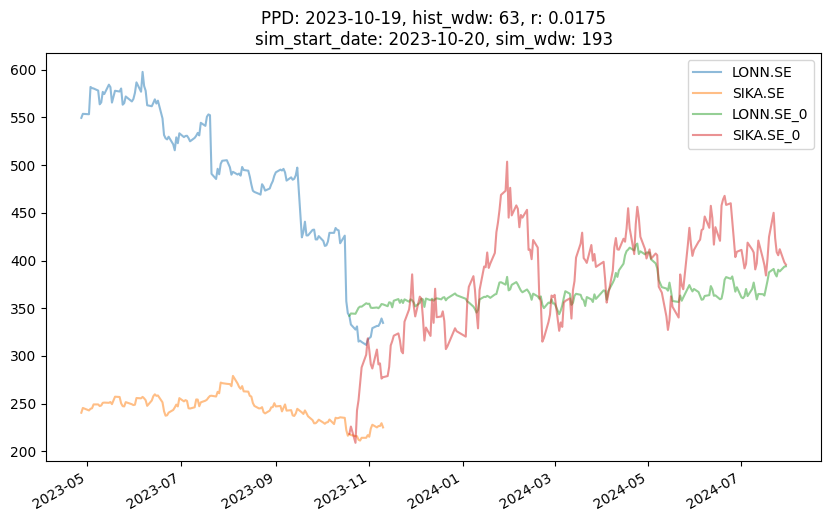 PPD: 2023-10-19, hist_wdw: 63, r: 0.0175
sim_start_date: 2023-10-20, sim_wdw: 193
LONN.SE
SIKA.SE
LONN.SE_0
SIKA.SE_0
600
550
500
450
400
350
300
250
200
2023-05
2023-07
2023-09
2023-11
2024-01
2024-03
2024-05
2024-07